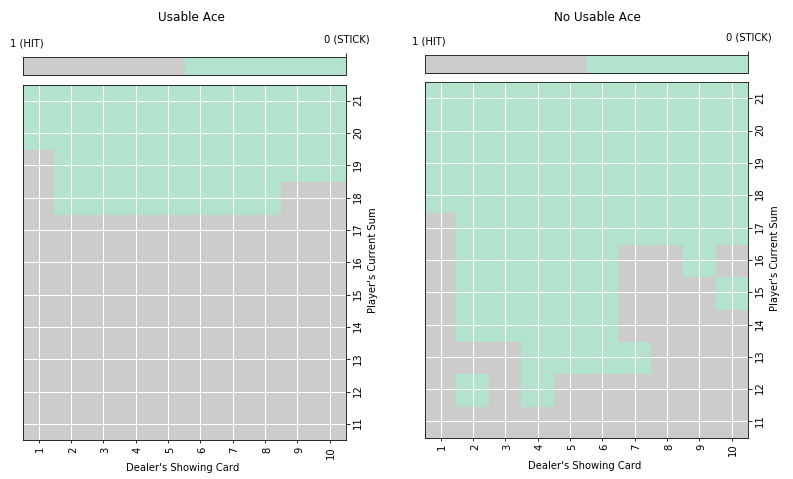 Usable Ace
1 (HIT)
0 (STICK)
21
20
19
18
17
16
15
14
13
12
11
Player's Current Sum
1 2 3 4 5 6 7 8 9 10
Dealer's Showing Card
No Usable Ace
1 (HIT)
0 (STICK)
21
20
19
18
17
16
15
14
13
12
11
Player's Current Sum
1 2 3 4 5 6 7 8 9 10
Dealer's Showing Card